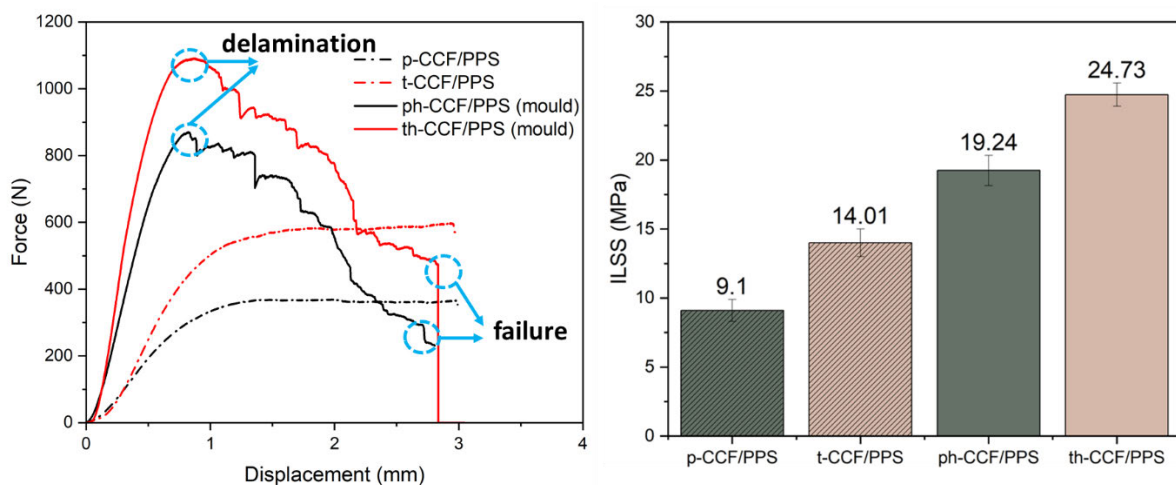 1200
1000
800
600
400
200
0
Force (N)
0
1
2
3
4
Displacement (mm)
delamination
p-CCF/PPS
t-CCF/PPS
ph-CCF/PPS (mould)
th-CCF/PPS (mould)
failure
30
25
20
15
10
5
0
ILSS (MPa)
9.1
14.01
19.24
24.73
p-CCF/PPS
t-CCF/PPS
ph-CCF/PPS
th-CCF/PPS